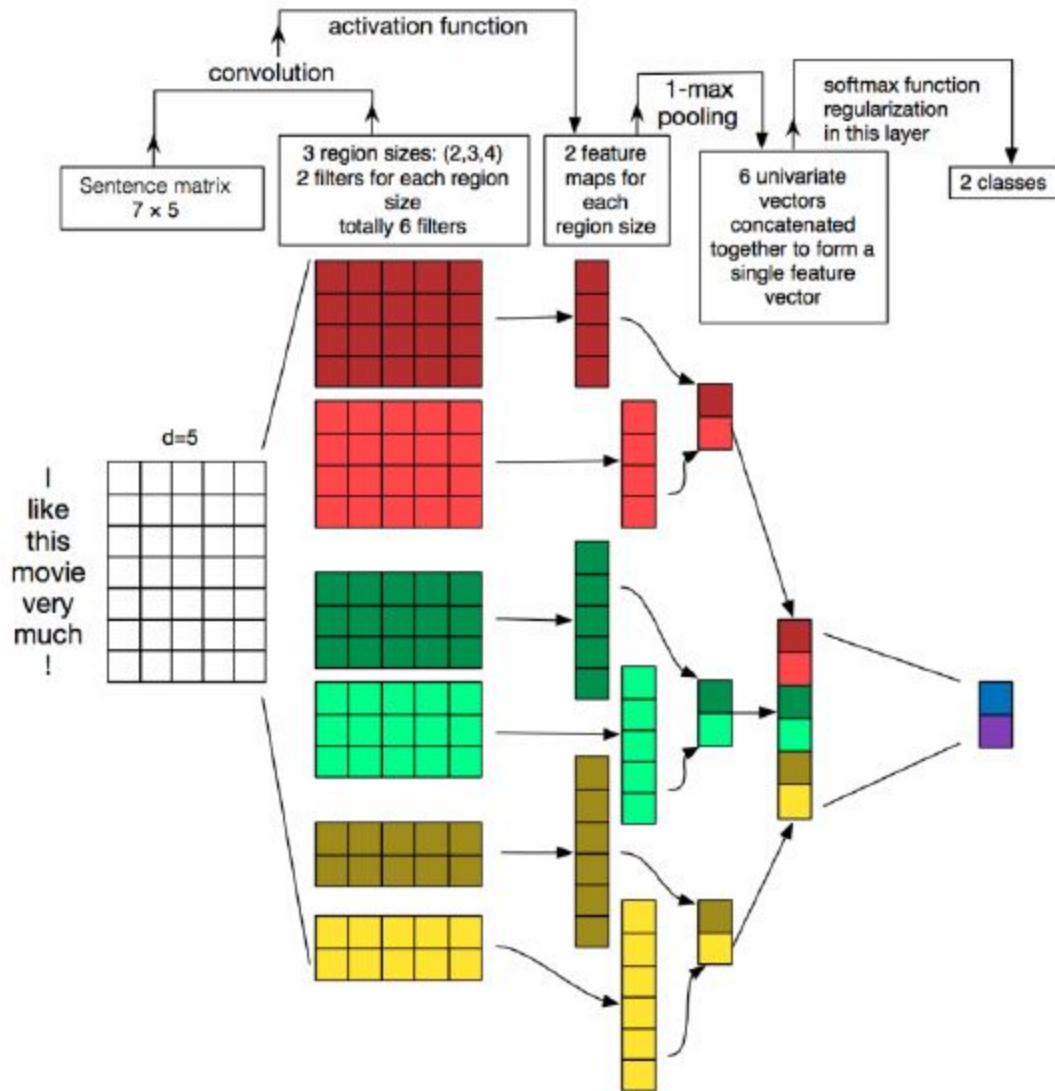 activation function
convolution
1-max
pooling
softmax function
regularization
in this layer
Sentence matrix
7 × 5
3 region sizes: (2,3,4)
2 filters for each region
size
totally 6 filters
2 feature
maps for
each
region size
6 univariate
vectors
concatenated
together to form a
single feature
vector
2 classes
d=5
I
like
this
movie
very
much
!